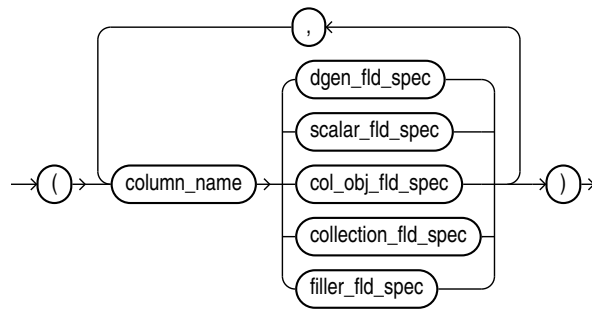 ,
dgen_fld_spec
scalar_fld_spec
( column_name col_obj_fld_spec )
collection_fld_spec
filler_fld_spec